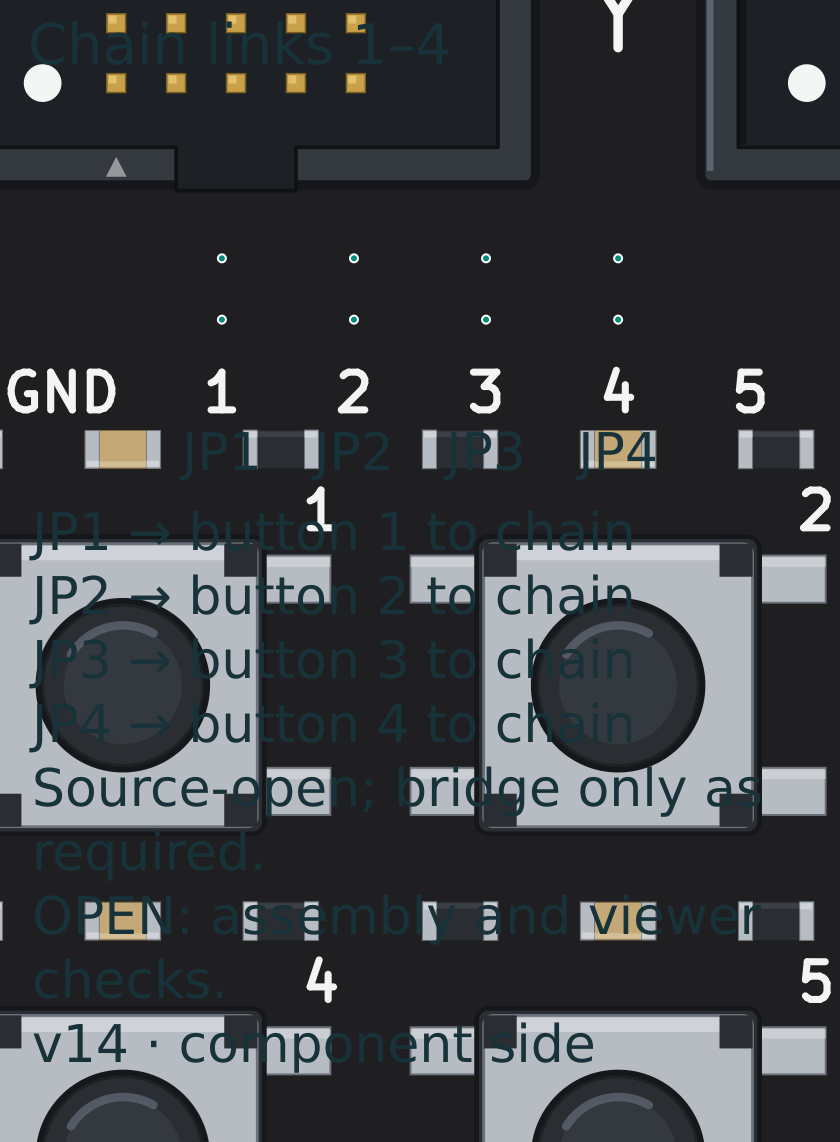 Chain links 1–4
Y
GND 1 2 3 4 5
JP1 JP2 JP3 JP4
1 2
JP1 → button 1 to chain
JP2 → button 2 to chain
JP3 → button 3 to chain
JP4 → button 4 to chain
Source-open; bridge only as
required.
OPEN: assembly and viewer
checks.
4 5
v14 · component side